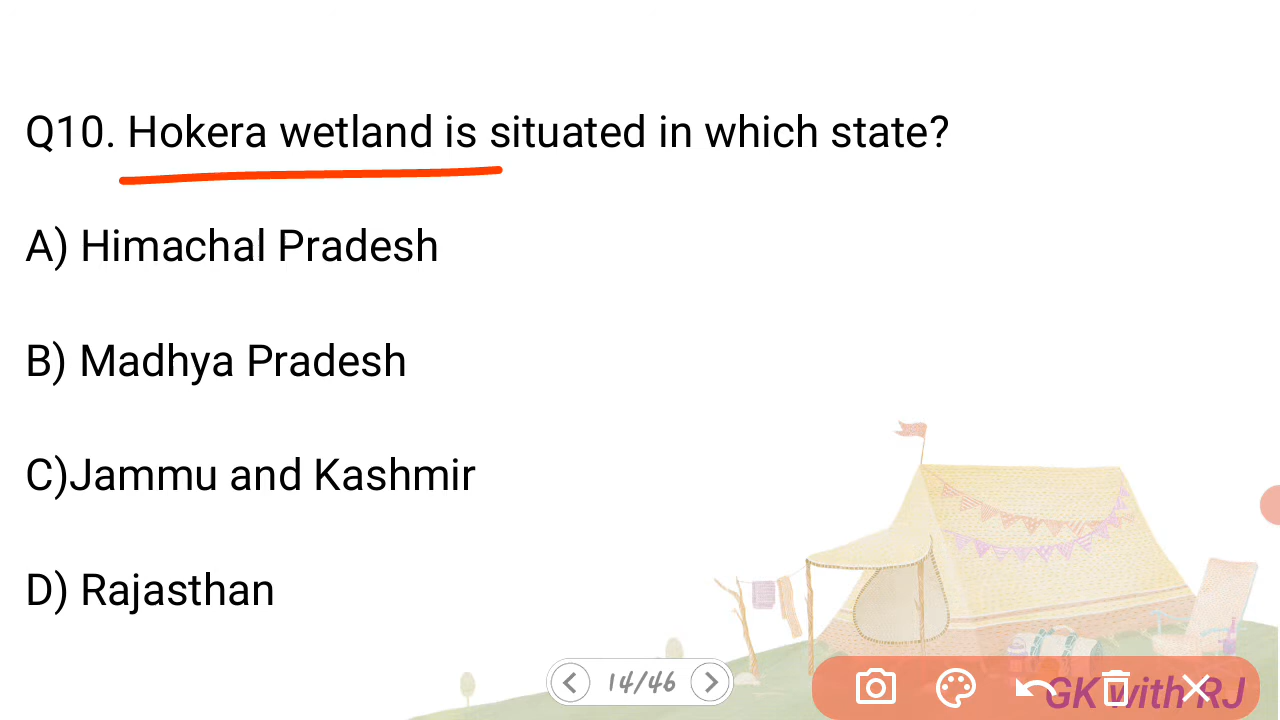 Q10. Hokera wetland is situated in which state?
A) Himachal Pradesh
B) Madhya Pradesh
C)Jammu and Kashmir
D) Rajasthan
14/46
GK with RJ